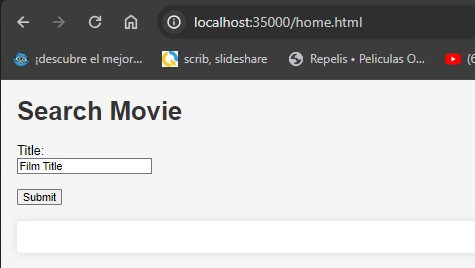 localhost:35000/home.html
¡descubre el mejor...
scrib, slideshare
Repelis • Peliculas O...
(6
Search Movie
Title:
Film Title
Submit